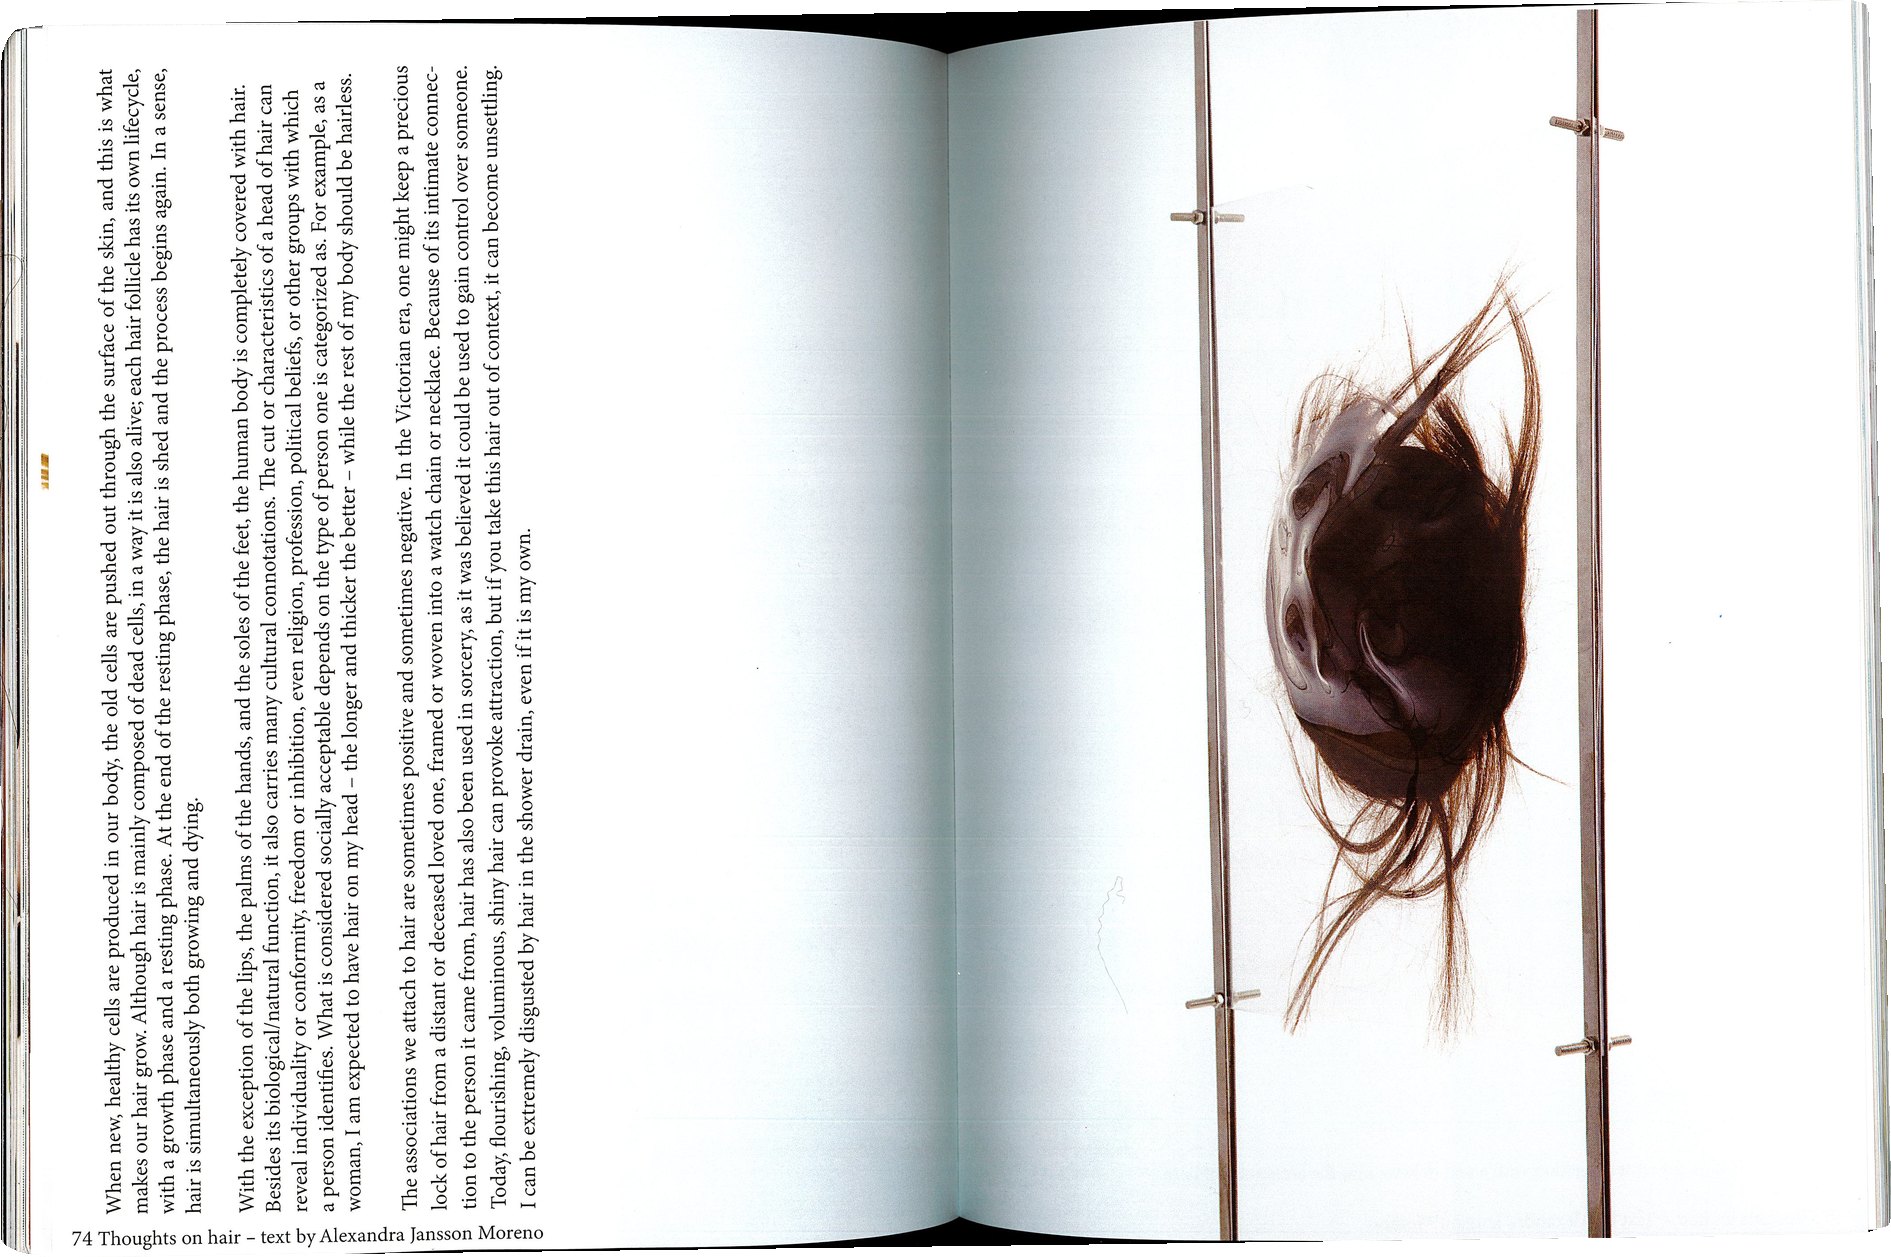 When new, healthy cells are produced in our body, the old cells are pushed out through the surface of the skin, and this is what
makes our hair grow. Although hair is mainly composed of dead cells, in a way it is also alive; each hair follicle has its own lifecycle,
with a growth phase and a resting phase. At the end of the resting phase, the hair is shed and the process begins again. In a sense,
hair is simultaneously both growing and dying.
With the exception of the lips, the palms of the hands, and the soles of the feet, the human body is completely covered with hair.
Besides its biological/natural function, it also carries many cultural connotations. The cut or characteristics of a head of hair can
reveal individuality or conformity, freedom or inhibition, even religion, profession, political beliefs, or other groups with which
a person identifies. What is considered socially acceptable depends on the type of person one is categorized as. For example, as a
woman, I am expected to have hair on my head – the longer and thicker the better – while the rest of my body should be hairless.
The associations we attach to hair are sometimes positive and sometimes negative. In the Victorian era, one might keep a precious
lock of hair from a distant or deceased loved one, framed or woven into a watch chain or necklace. Because of its intimate connec-
tion to the person it came from, hair has also been used in sorcery, as it was believed it could be used to gain control over someone.
Today, flourishing, voluminous, shiny hair can provoke attraction, but if you take this hair out of context, it can become unsettling.
I can be extremely disgusted by hair in the shower drain, even if it is my own.
74 Thoughts on hair – text by Alexandra Jansson Moreno